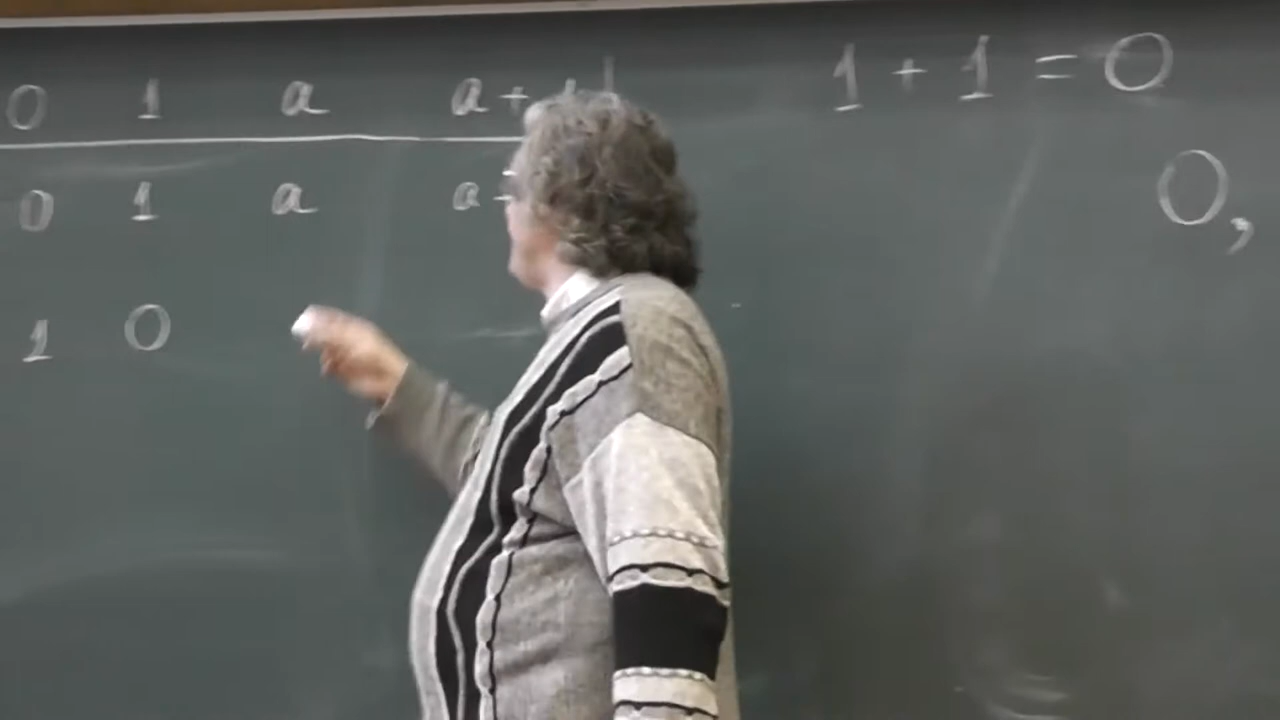 0 1 a a+1
0 1 a a
1 0
1 + 1 = 0
0,